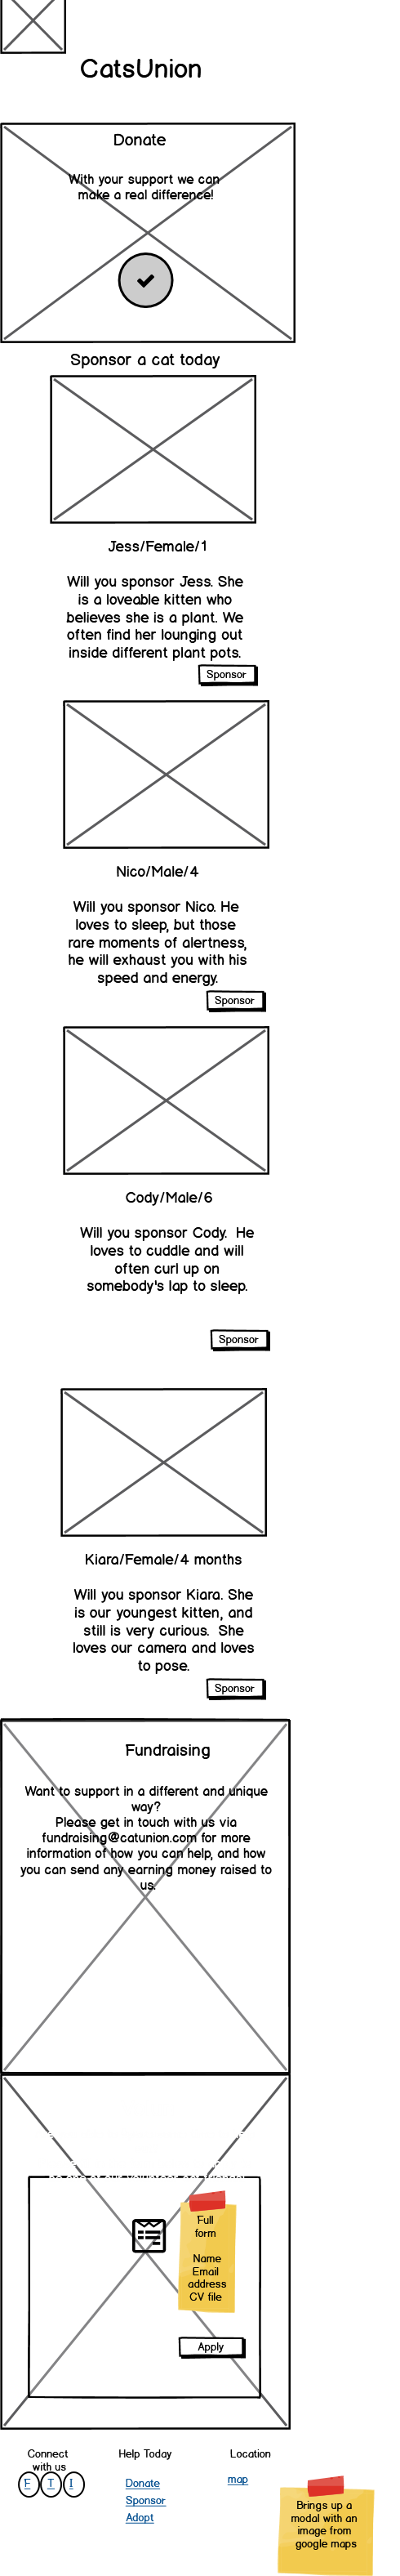 CatsUnion
Donate
With your support we can
make a real difference!
Sponsor a cat today
Jess/Female/1
Will you sponsor Jess. She
is a loveable kitten who
believes she is a plant. We
often find her lounging out
inside different plant pots.
Sponsor
Nico/Male/4
Will you sponsor Nico. He
loves to sleep, but those
rare moments of alertness,
he will exhaust you with his
speed and energy.
Sponsor
Cody/Male/6
Will you sponsor Cody.  He
loves to cuddle and will
often curl up on
somebody's lap to sleep.
Sponsor
Kiara/Female/4 months
Will you sponsor Kiara. She
is our youngest kitten, and
still is very curious.  She
loves our camera and loves
to pose.
Sponsor
Fundraising
Want to support in a different and unique
way?
Please get in touch with us via
fundraising@catunion.com for more
information of how you can help, and how
you can send any earning money raised to
us.
Full
form
Name
Email
address
CV file
Apply
Connect
with us
F T I
Help Today
Donate
Sponsor
Adopt
Location
map
Brings up a
modal with an
image from
google maps